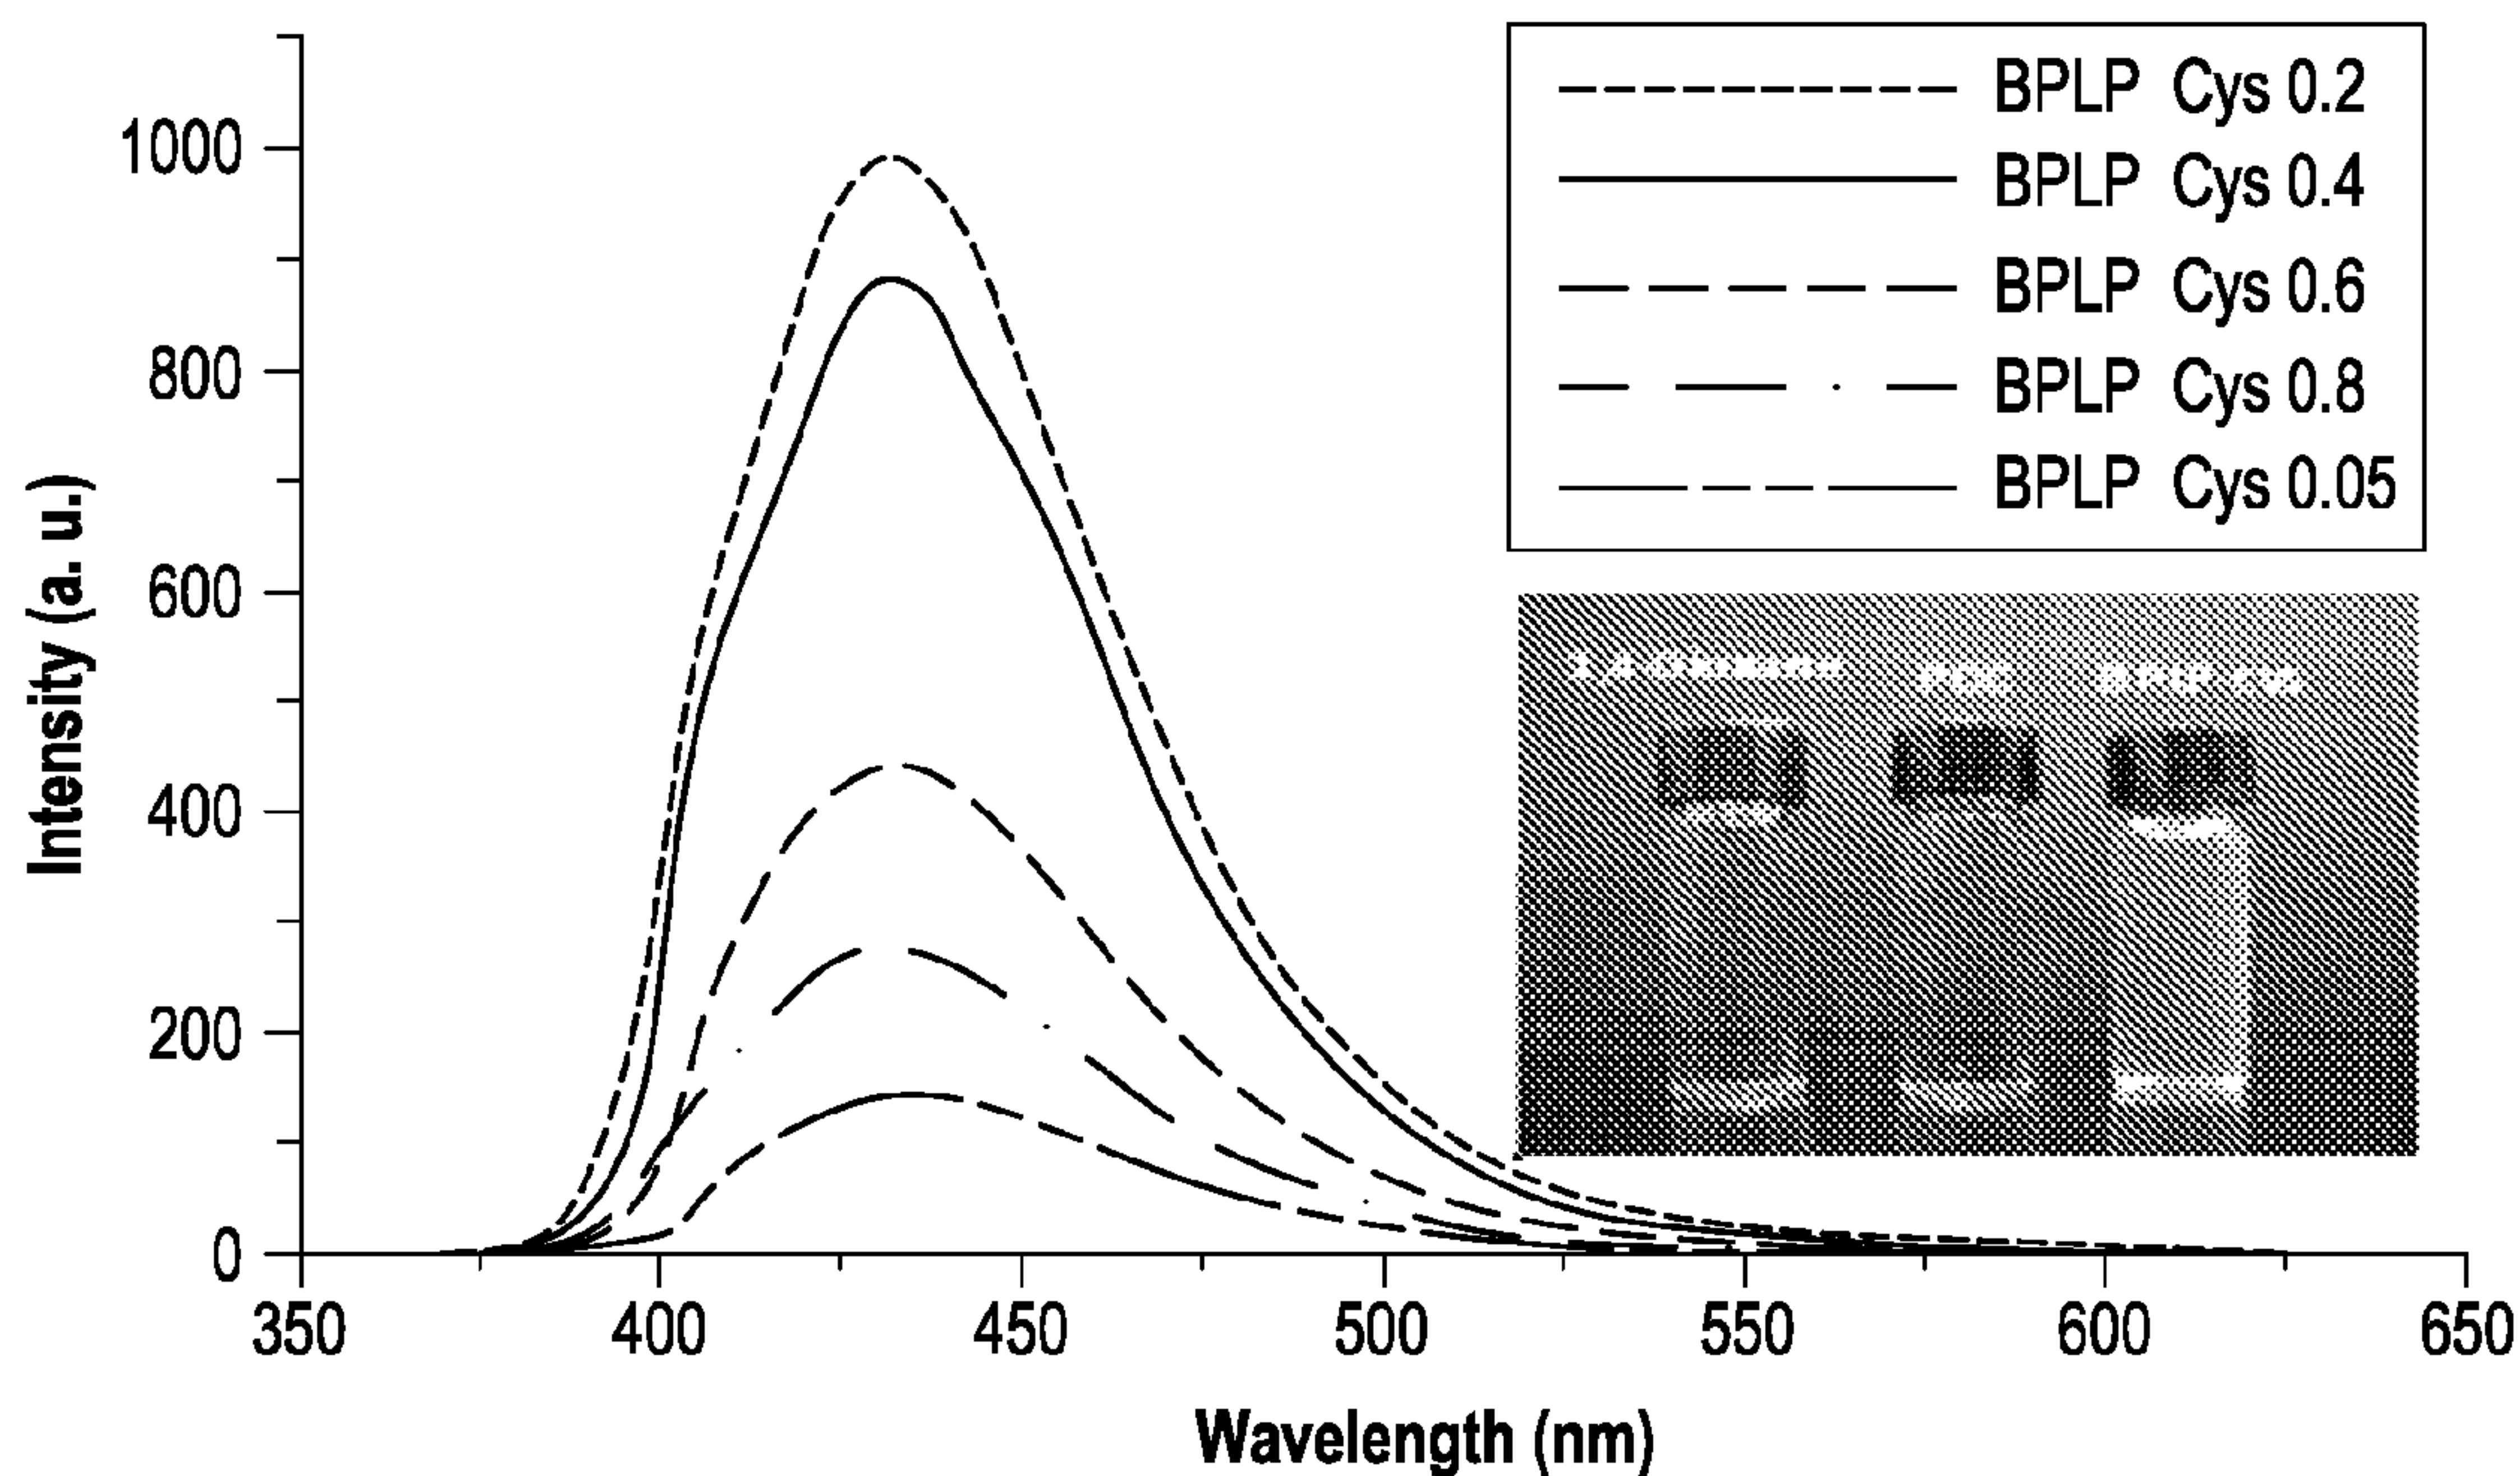 BPLP Cys 0.2
BPLP Cys 0.4
BPLP Cys 0.6
BPLP Cys 0.8
BPLP Cys 0.05
1000
800
600
400
200
0
Intensity (a. u.)
350 400 450 500 550 600 650
Wavelength (nm)